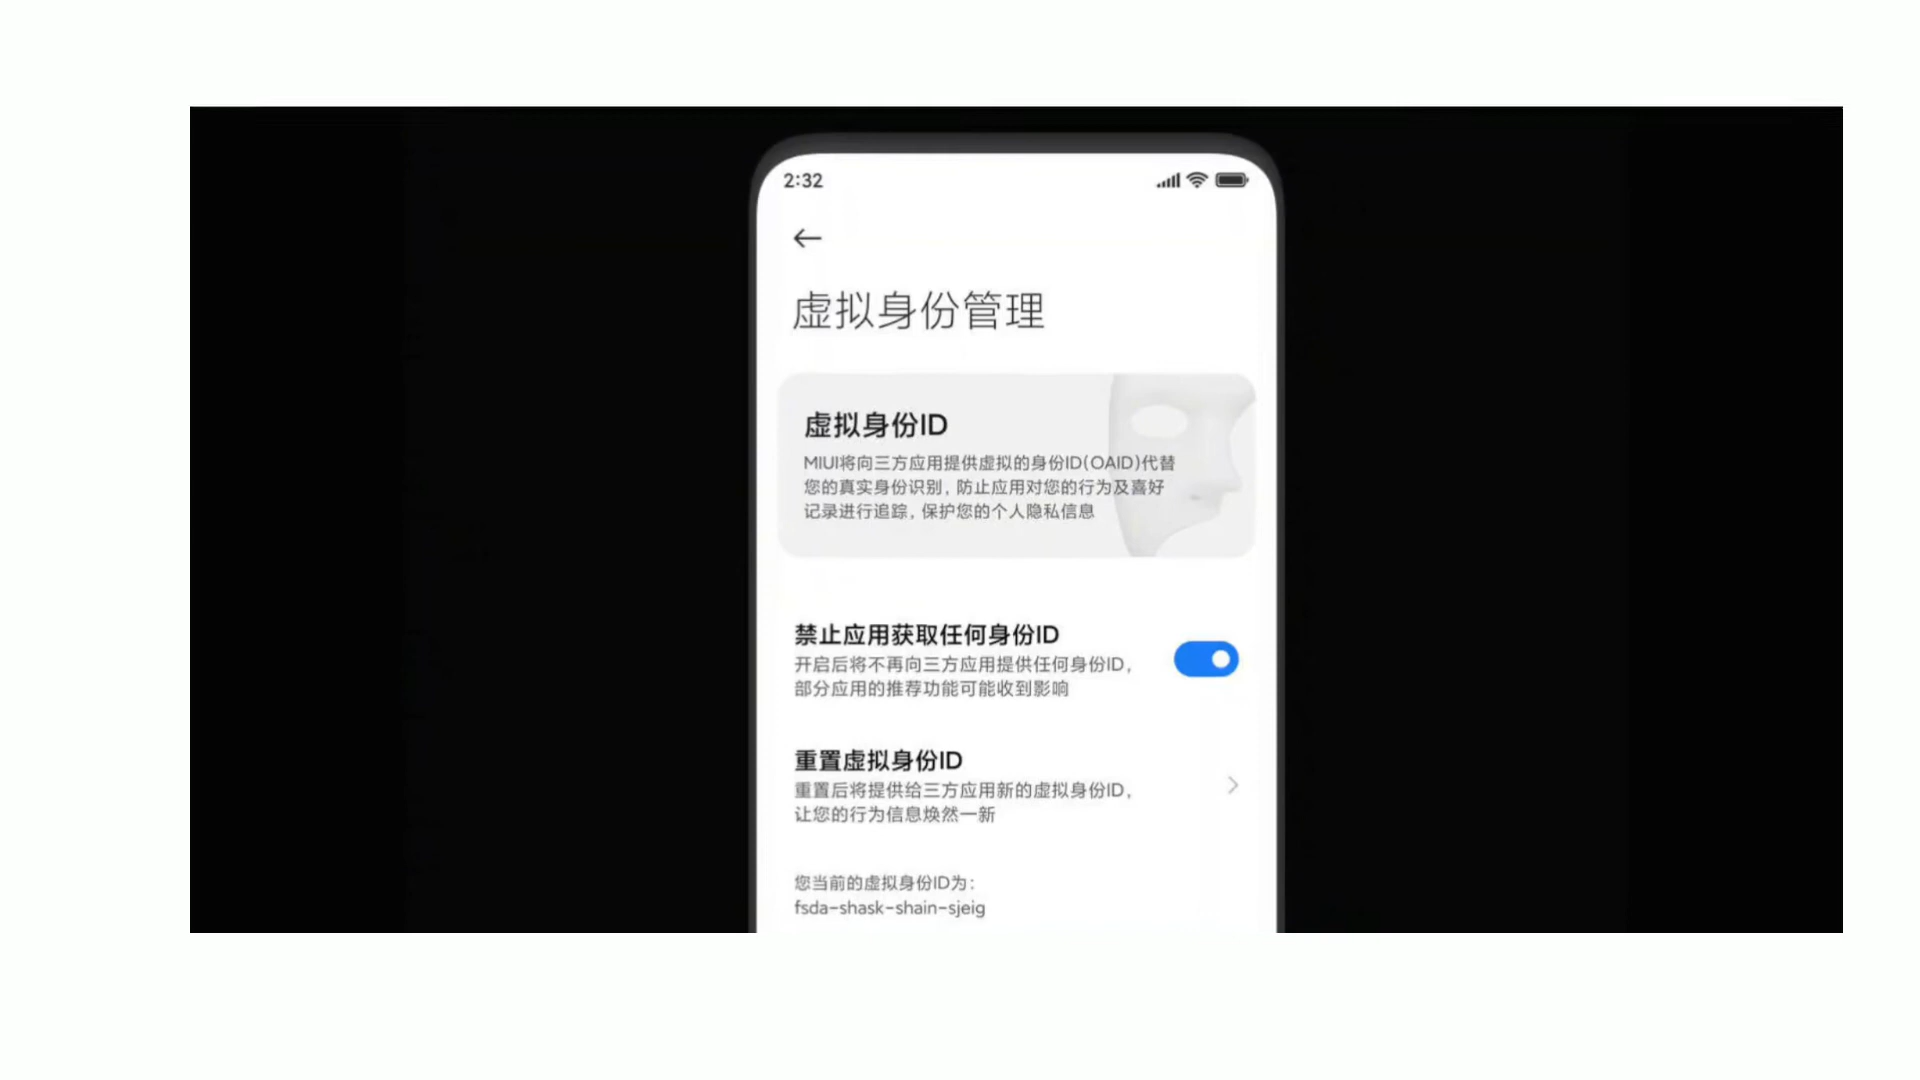 2:32
虚拟身份管理
虚拟身份ID
MIUI将向三方应用提供虚拟的身份ID(OAID)代替
您的真实身份识别, 防止应用对您的行为及喜好
记录进行追踪, 保护您的个人隐私信息
禁止应用获取任何身份ID
开启后将不再向三方应用提供任何身份ID,
部分应用的推荐功能可能收到影响
重置虚拟身份ID
重置后将提供给三方应用新的虚拟身份ID,
让您的行为信息焕然一新
您当前的虚拟身份ID为:
fsda-shask-shain-sjeig